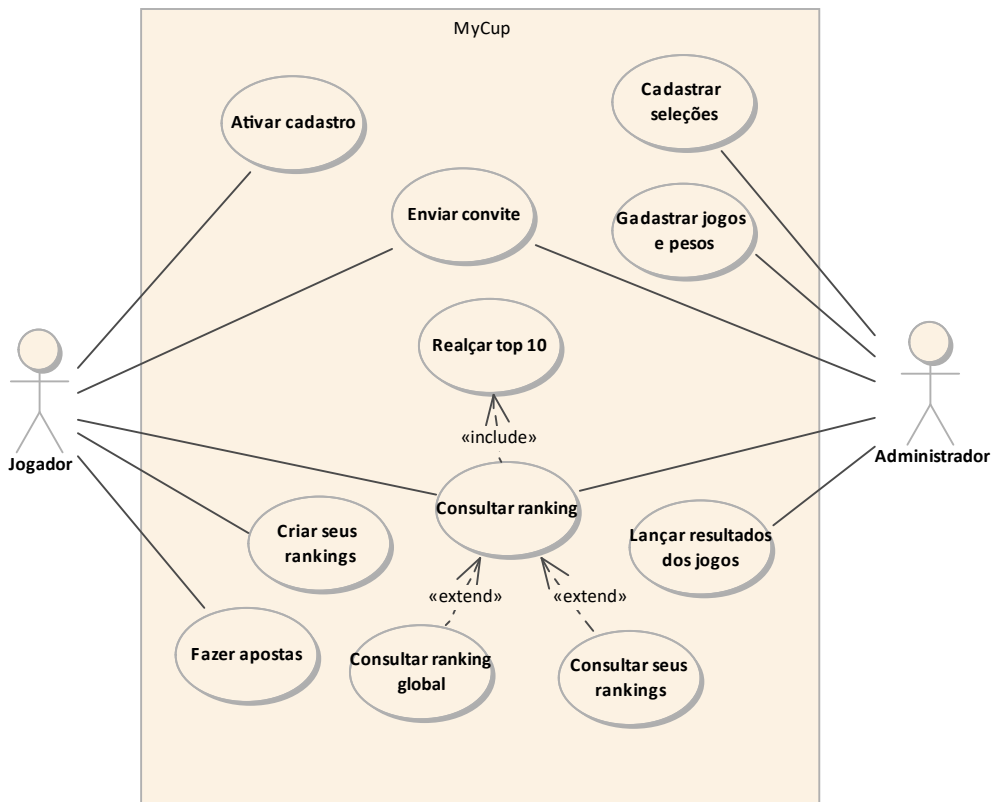 MyCup
Ativar cadastro
Cadastrar
seleções
Enviar convite
Gadastrar jogos
e pesos
Realçar top 10
«include»
Jogador
Administrador
Consultar ranking
Criar seus
rankings
Lançar resultados
dos jogos
«extend»
«extend»
Fazer apostas
Consultar ranking
global
Consultar seus
rankings